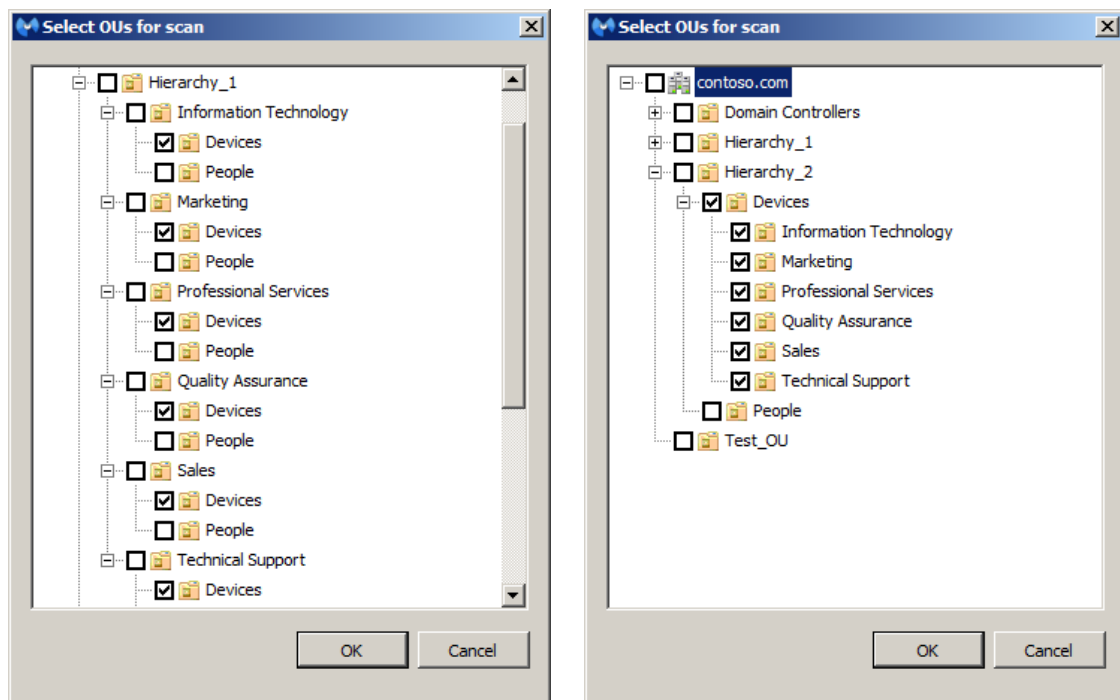 Select OUs for scan
Hierarchy_1
Information Technology
Devices
People
Marketing
Devices
People
Professional Services
Devices
People
Quality Assurance
Devices
People
Sales
Devices
People
Technical Support
Devices
OK Cancel
Select OUs for scan
contoso.com
Domain Controllers
Hierarchy_1
Hierarchy_2
Devices
Information Technology
Marketing
Professional Services
Quality Assurance
Sales
Technical Support
People
Test_OU
OK Cancel